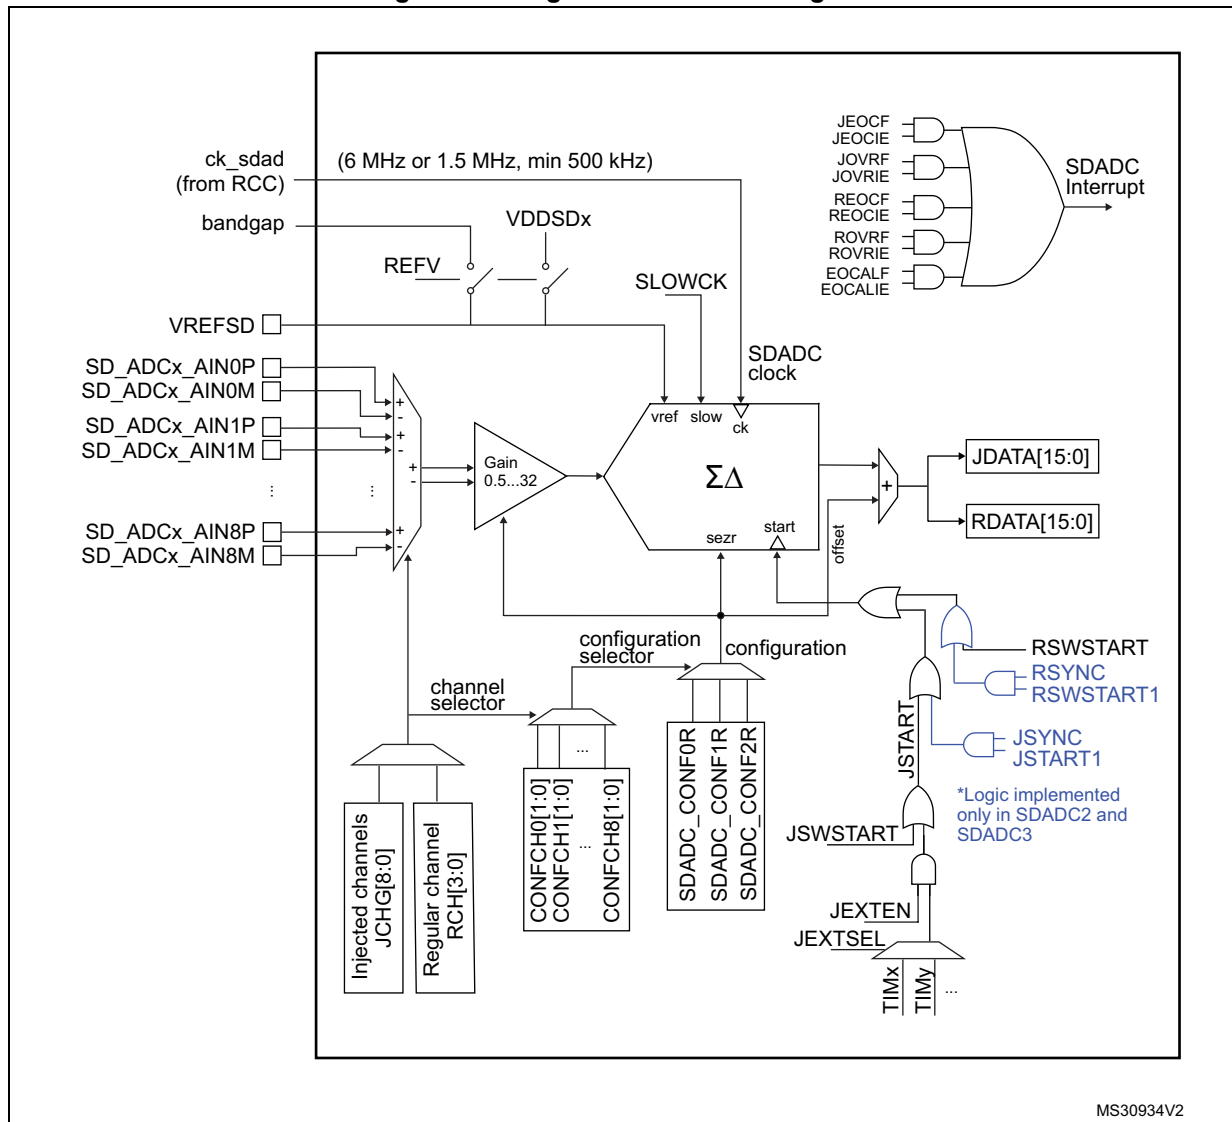 ck_sdad
(from RCC)
(6 MHz or 1.5 MHz, min 500 kHz)
bandgap
REFV
VDDSDx
SLOWCK
VREFSD
SDADC
clock
JEOCF
JEOCIE
JOVRF
JOVRIE
REOCF
REOCIE
ROVRF
ROVRIE
EOCALF
EOCALIE
SDADC
Interrupt
SD_ADCx_AIN0P
SD_ADCx_AIN0M
SD_ADCx_AIN1P
SD_ADCx_AIN1M
...
...
SD_ADCx_AIN8P
SD_ADCx_AIN8M
+
-
+
-
+
-
+
-
Gain
0.5...32
vref slow
ck
ΣΔ
sezr
start
offset
+
JDATA[15:0]
RDATA[15:0]
configuration
selector
configuration
channel
selector
RSWSTART
RSYNC
RSWSTART1
JSTART
JSYNC
JSTART1
*Logic implemented
only in SDADC2 and
SDADC3
JSWSTART
JEXTEN
JEXTSEL
TIMx
TIMy
...
Injected channels
JCHG[8:0]
Regular channel
RCH[3:0]
...
CONFCH0[1:0]
CONFCH1[1:0]
...
CONFCH8[1:0]
SDADC_CONF0R
SDADC_CONF1R
SDADC_CONF2R
MS30934V2